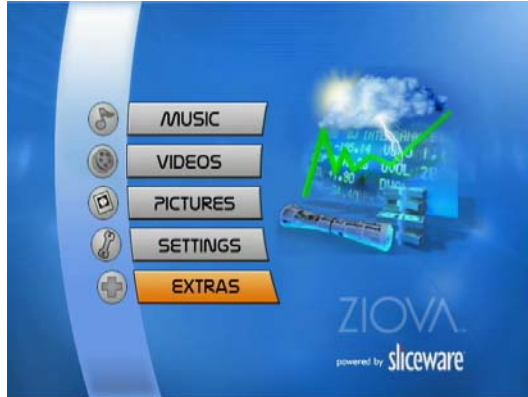 MUSIC
VIDEOS
PICTURES
SETTINGS
EXTRAS
ZIOVA
powered by sliceware